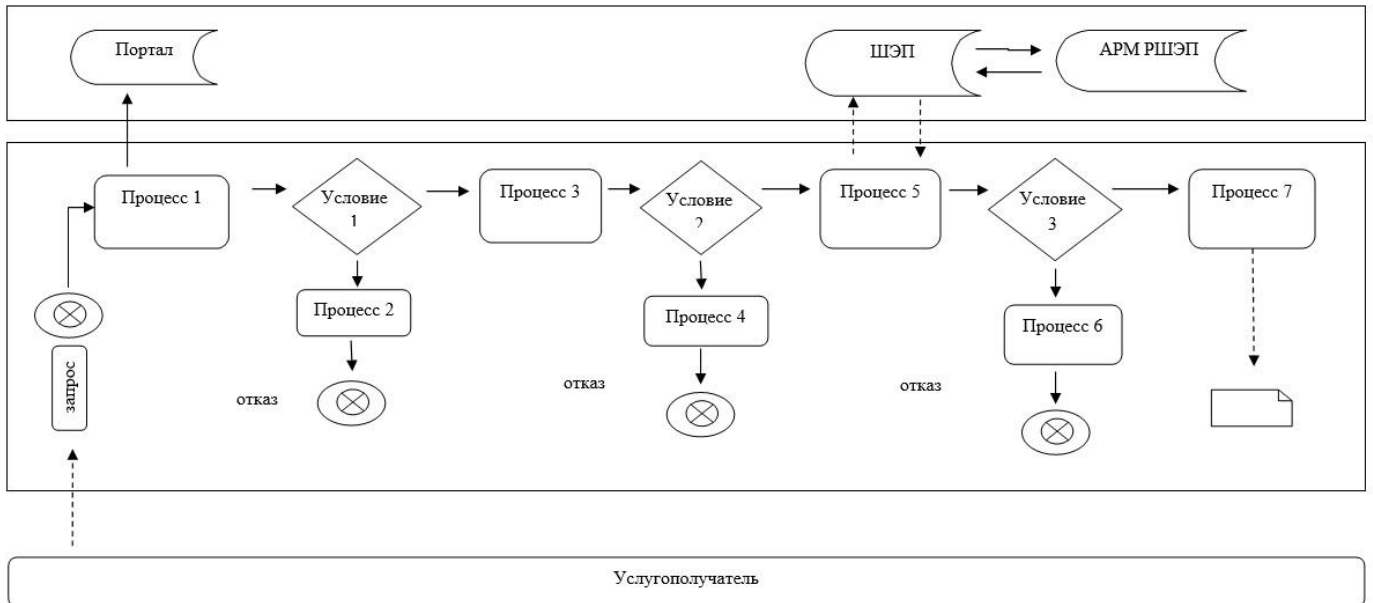 Портал
ШЭП
АРМ РШЭП
Процесс 1
Условие
1
Процесс 3
Условие
2
Процесс 5
Условие
3
Процесс 7
Процесс 2
Процесс 4
Процесс 6
запрос
отказ
отказ
отказ
Услугополучатель